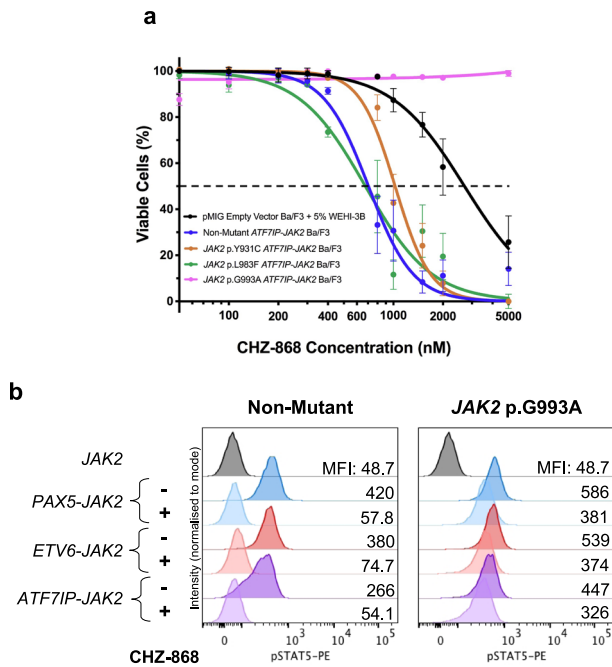 a
Viable Cells (%)
100
80
60
40
20
0
pMIG Empty Vector Ba/F3 + 5% WEHI-3B
Non-Mutant ATF7IP-JAK2 Ba/F3
JAK2 p.Y931C ATF7IP-JAK2 Ba/F3
JAK2 p.L983F ATF7IP-JAK2 Ba/F3
JAK2 p.G993A ATF7IP-JAK2 Ba/F3
100 200 300 400 600 1000 2000 5000
CHZ-868 Concentration (nM)
b
Non-Mutant JAK2 p.G993A
JAK2 MFI: 48.7 MFI: 48.7
PAX5-JAK2
- 420 586
+ 57.8 381
ETV6-JAK2
- 380 539
+ 74.7 374
ATF7IP-JAK2
- 266 447
+ 54.1 326
Intensity (normalised to mode)
0 103 104 105 0 103 104 105
CHZ-868 pSTAT5-PE pSTAT5-PE